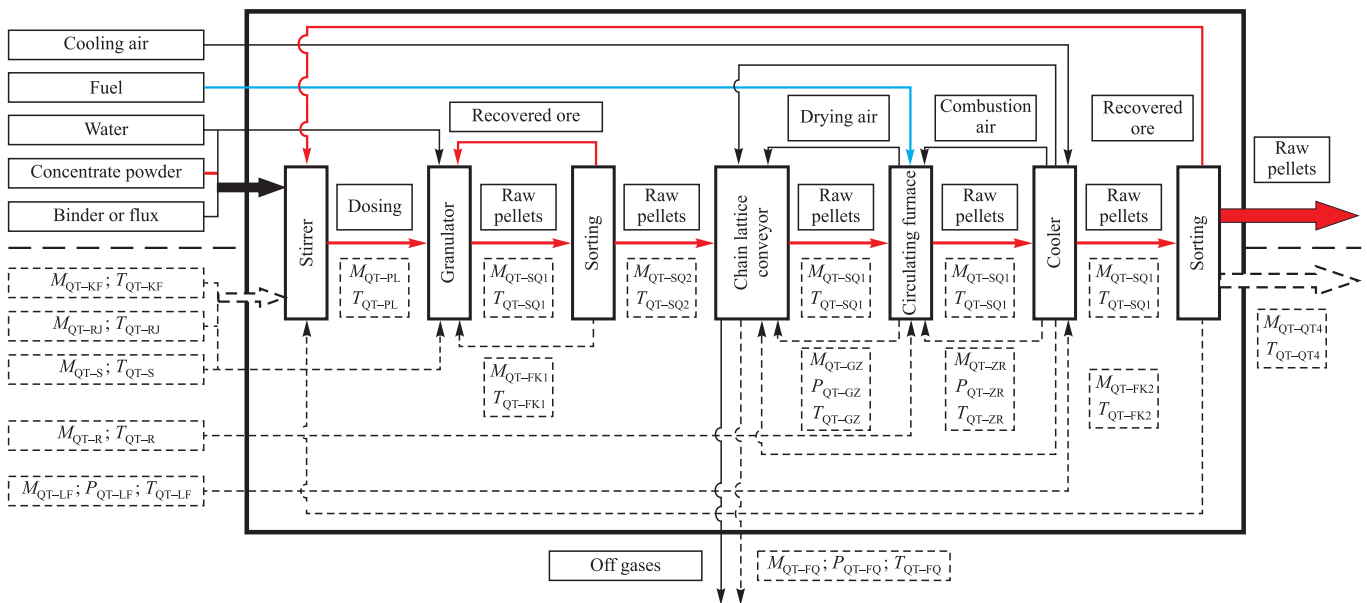 Cooling air
Fuel
Water
Concentrate powder
Binder or flux
Recovered ore
Drying air
Combustion
air
Recovered
ore
Raw
pellets
Stirrer
Dosing
Granulator
Raw
pellets
Sorting
Raw
pellets
Chain lattice
conveyor
Raw
pellets
Circulating furnace
Raw
pellets
Cooler
Raw
pellets
Sorting
M_QT–KF; T_QT–KF
M_QT–RJ; T_QT–RJ
M_QT–S; T_QT–S
M_QT–R; T_QT–R
M_QT–LF; P_QT–LF; T_QT–LF
M_QT–PL
T_QT–PL
M_QT–SQ1
T_QT–SQ1
M_QT–SQ2
T_QT–SQ2
M_QT–SQ1
T_QT–SQ1
M_QT–SQ1
T_QT–SQ1
M_QT–SQ1
T_QT–SQ1
M_QT–QT4
T_QT–QT4
M_QT–FK1
T_QT–FK1
M_QT–GZ
P_QT–GZ
T_QT–GZ
M_QT–ZR
P_QT–ZR
T_QT–ZR
M_QT–FK2
T_QT–FK2
Off gases
M_QT–FQ; P_QT–FQ; T_QT–FQ